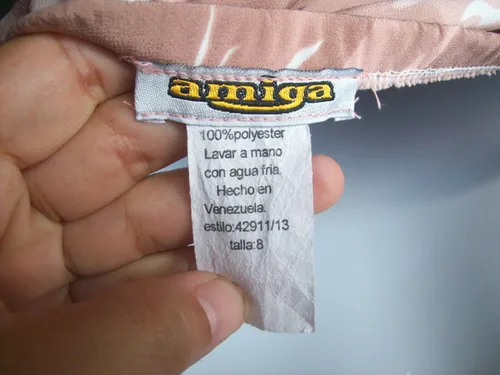 amiga
100%polyester
Lavar a mano
con agua fria.
Hecho en
Venezuela.
estilo:42911/13
talla:8